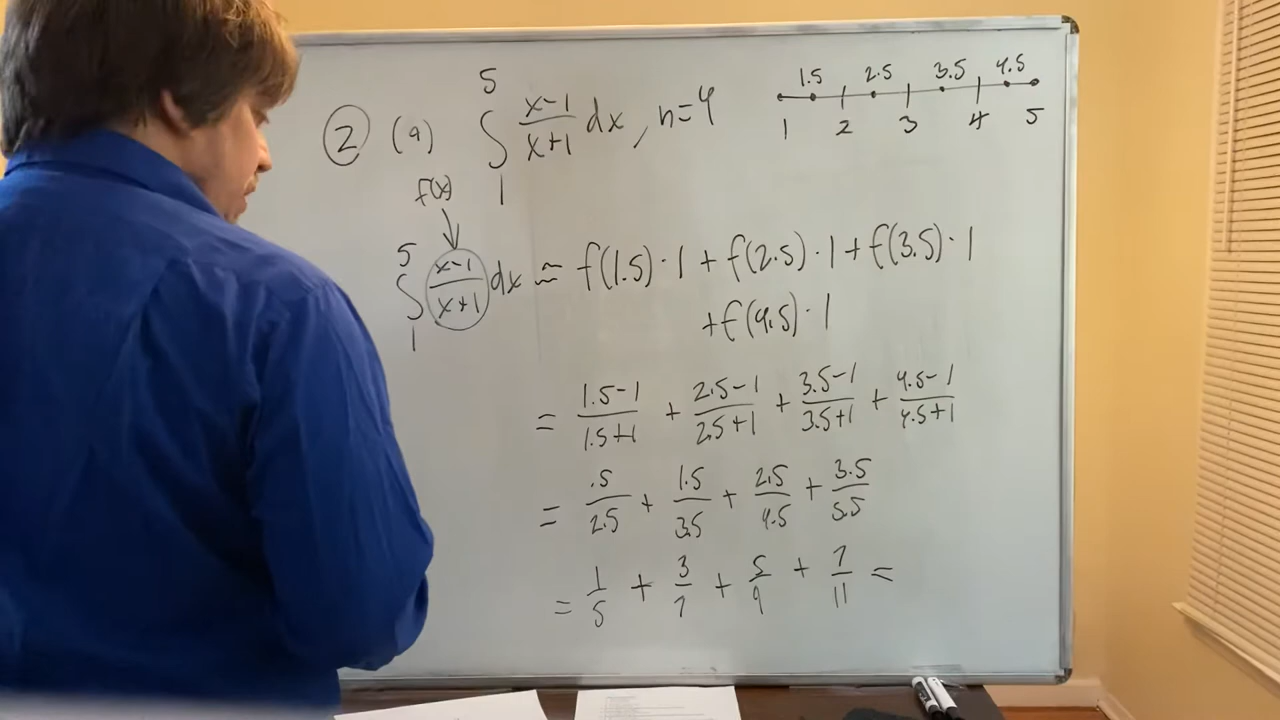 ② (a) ∫₁⁵ (x-1)/(x+1) dx, n=4
1.5 2.5 3.5 4.5
1 2 3 4 5
f(x)
∫₁⁵ (x-1)/(x+1) dx ≈ f(1.5)·1 + f(2.5)·1 + f(3.5)·1
+ f(4.5)·1
= (1.5-1)/(1.5+1) + (2.5-1)/(2.5+1) + (3.5-1)/(3.5+1) + (4.5-1)/(4.5+1)
= .5/2.5 + 1.5/3.5 + 2.5/4.5 + 3.5/5.5
= 1/5 + 3/7 + 5/9 + 7/11 =